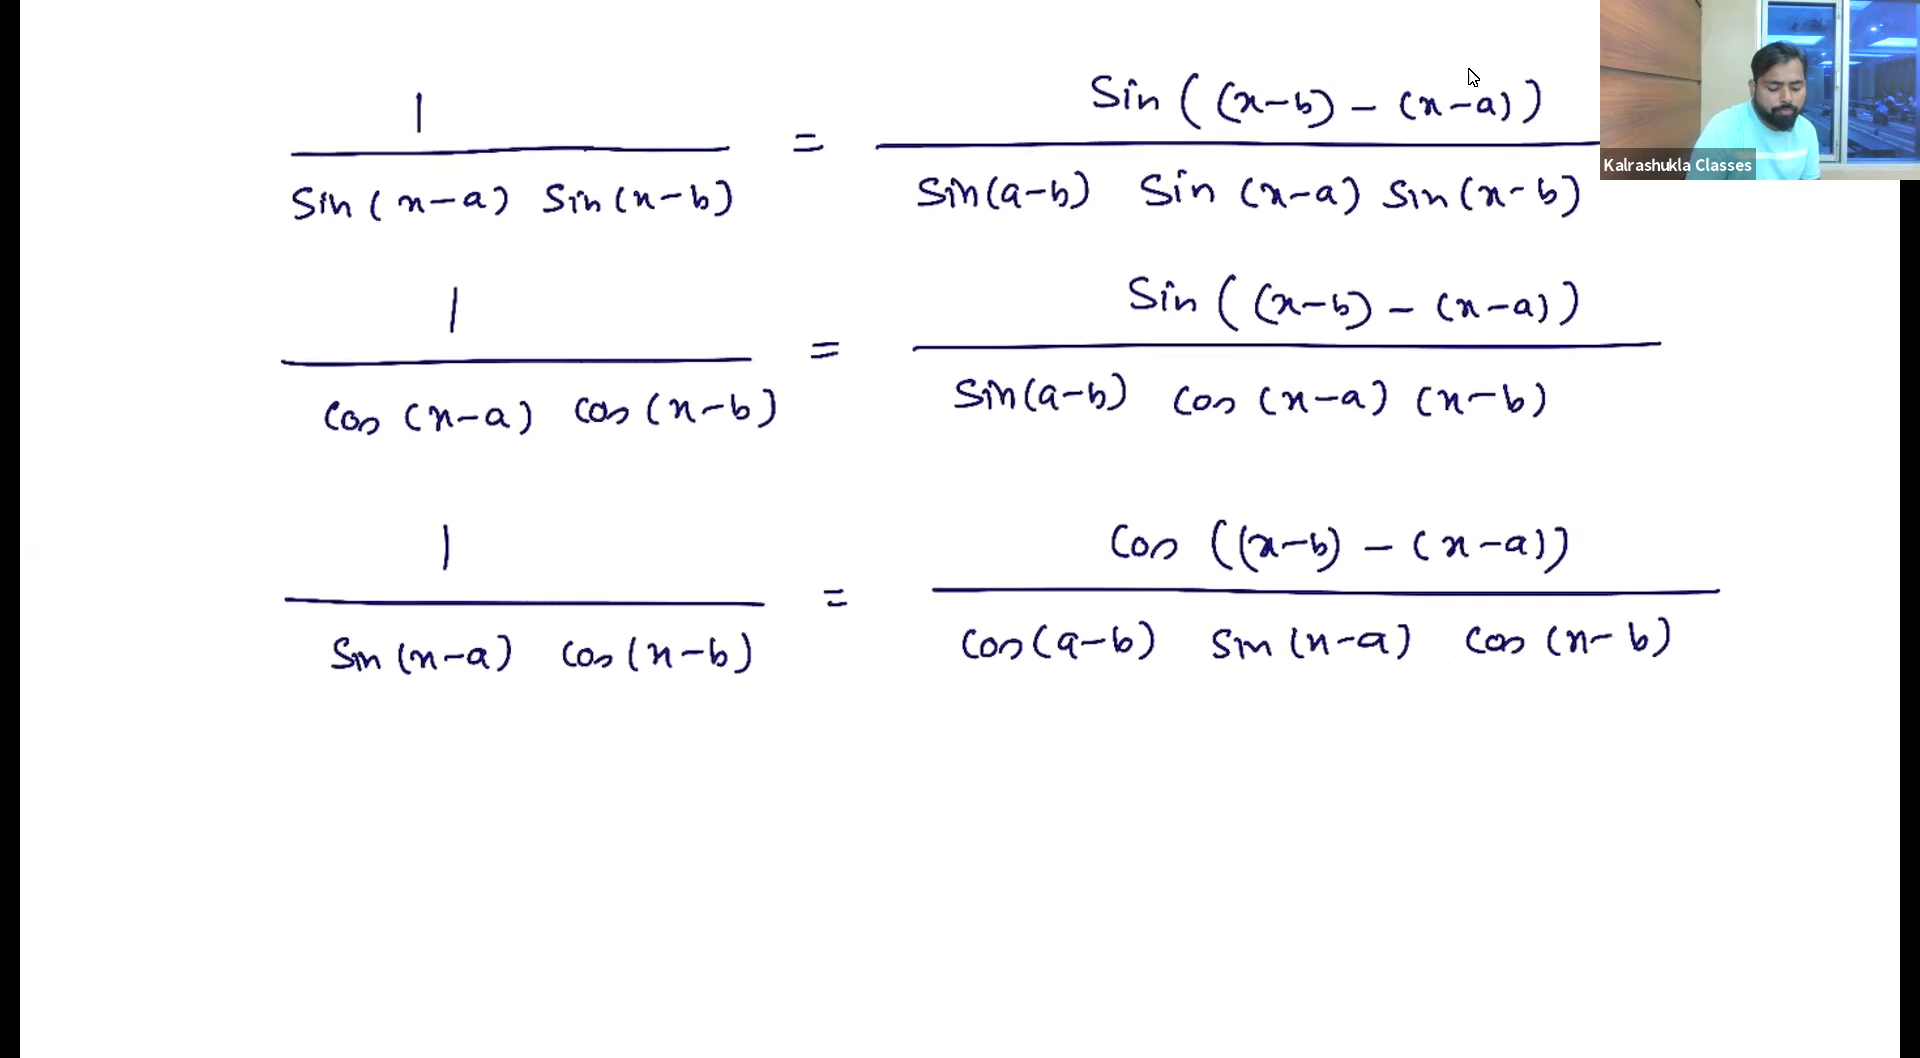 1 / (Sin (x-a) Sin (x-b)) = Sin ((x-b) - (x-a)) / (Sin(a-b) Sin (x-a) Sin (x-b))
Kalrashukla Classes
1 / (Cos (x-a) Cos (x-b)) = Sin ((x-b) - (x-a)) / (Sin(a-b) Cos (x-a) (x-b))
1 / (Sin (x-a) Cos (x-b)) = Cos ((x-b) - (x-a)) / (Cos(a-b) Sin (x-a) Cos (x-b))